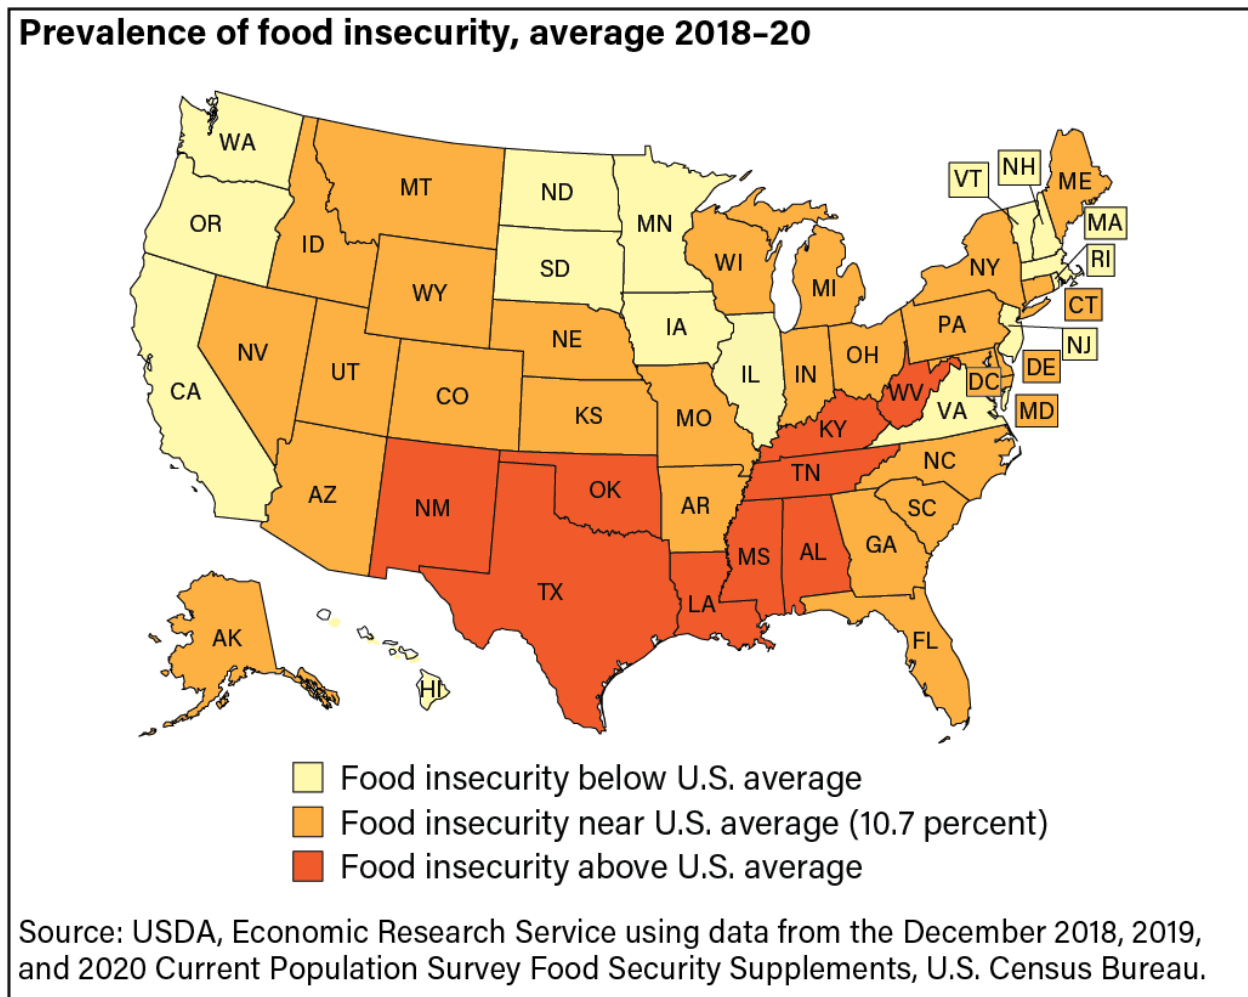 Prevalence of food insecurity, average 2018–20
WA
MT
ND
MN
VT
NH
ME
MA
OR
ID
SD
WI
MI
NY
RI
WY
CT
IA
PA
NJ
NV
UT
CO
NE
IL
IN
OH
DE
DC
CA
KS
MO
WV
VA
MD
KY
AZ
NM
OK
AR
TN
NC
SC
TX
LA
MS
AL
GA
AK
HI
FL
Food insecurity below U.S. average
Food insecurity near U.S. average (10.7 percent)
Food insecurity above U.S. average
Source: USDA, Economic Research Service using data from the December 2018, 2019,
and 2020 Current Population Survey Food Security Supplements, U.S. Census Bureau.